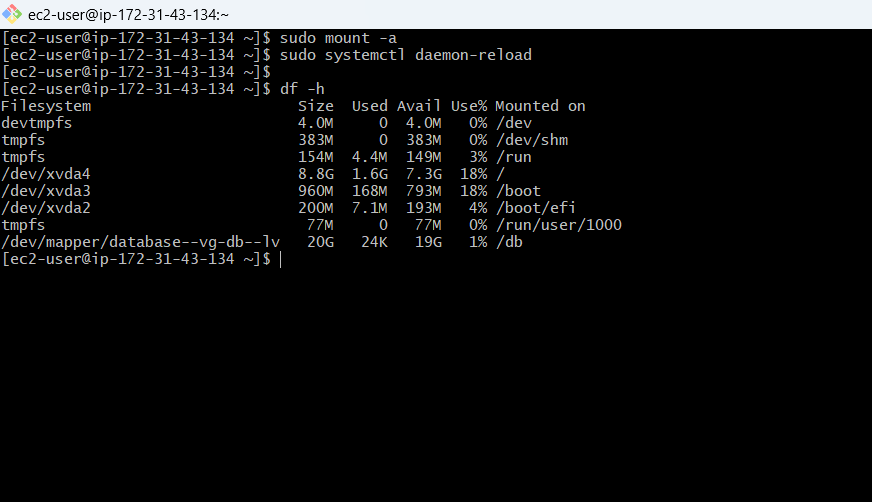 ec2-user@ip-172-31-43-134:~
[ec2-user@ip-172-31-43-134 ~]$ sudo mount -a
[ec2-user@ip-172-31-43-134 ~]$ sudo systemctl daemon-reload
[ec2-user@ip-172-31-43-134 ~]$
[ec2-user@ip-172-31-43-134 ~]$ df -h
Filesystem                       Size  Used Avail Use% Mounted on
devtmpfs                         4.0M     0  4.0M   0% /dev
tmpfs                            383M     0  383M   0% /dev/shm
tmpfs                            154M  4.4M  149M   3% /run
/dev/xvda4                       8.8G  1.6G  7.3G  18% /
/dev/xvda3                       960M  168M  793M  18% /boot
/dev/xvda2                       200M  7.1M  193M   4% /boot/efi
tmpfs                             77M     0   77M   0% /run/user/1000
/dev/mapper/database--vg-db--lv   20G   24K   19G   1% /db
[ec2-user@ip-172-31-43-134 ~]$